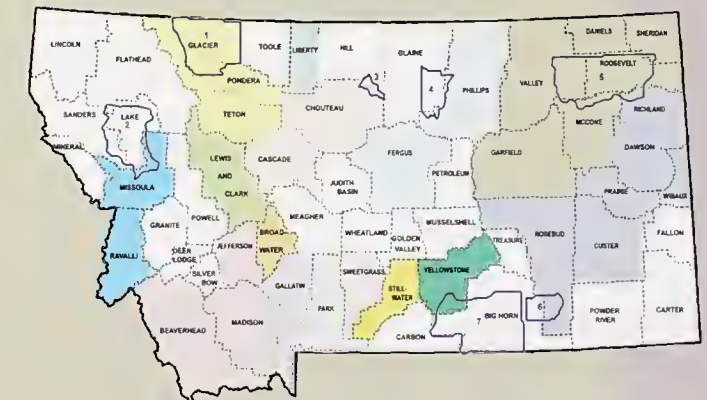 LINCOLN
FLATHEAD
1
GLACIER
TOOLE
LIBERTY
HILL
BLAINE
DANIELS
SHERIDAN
PONDERA
3
4
PHILLIPS
VALLEY
ROOSEVELT
5
SANDERS
LAKE
2
TETON
CHOUTEAU
RICHLAND
MCCONE
MINERAL
MISSOULA
LEWIS
AND
CLARK
CASCADE
FERGUS
GARFIELD
DAWSON
PRAIRIE
WIBAUX
JUDITH
BASIN
PETROLEUM
POWELL
GRANITE
MEAGHER
MUSSELSHELL
FALLON
RAVALLI
DEER
LODGE
JEFFERSON
BROAD
WATER
WHEATLAND
GOLDEN
VALLEY
TREASURE
ROSEBUD
CUSTER
SILVER
BOW
GALLATIN
SWEETGRASS
STILL-
WATER
YELLOWSTONE
PARK
BEAVERHEAD
MADISON
CARBON
7
BIG HORN
6
POWDER
RIVER
CARTER